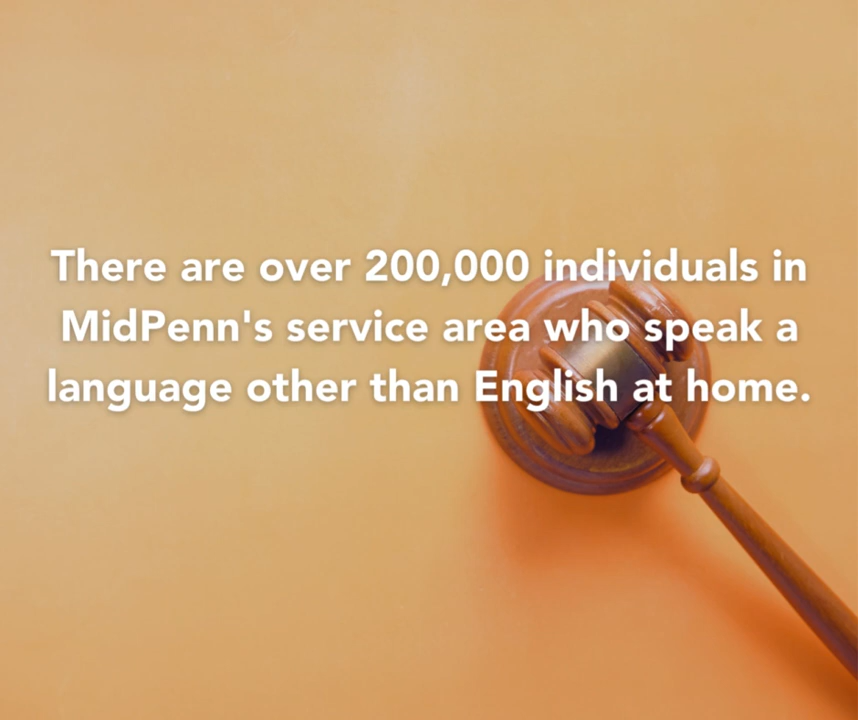 There are over 200,000 individuals in
MidPenn's service area who speak a
language other than English at home.